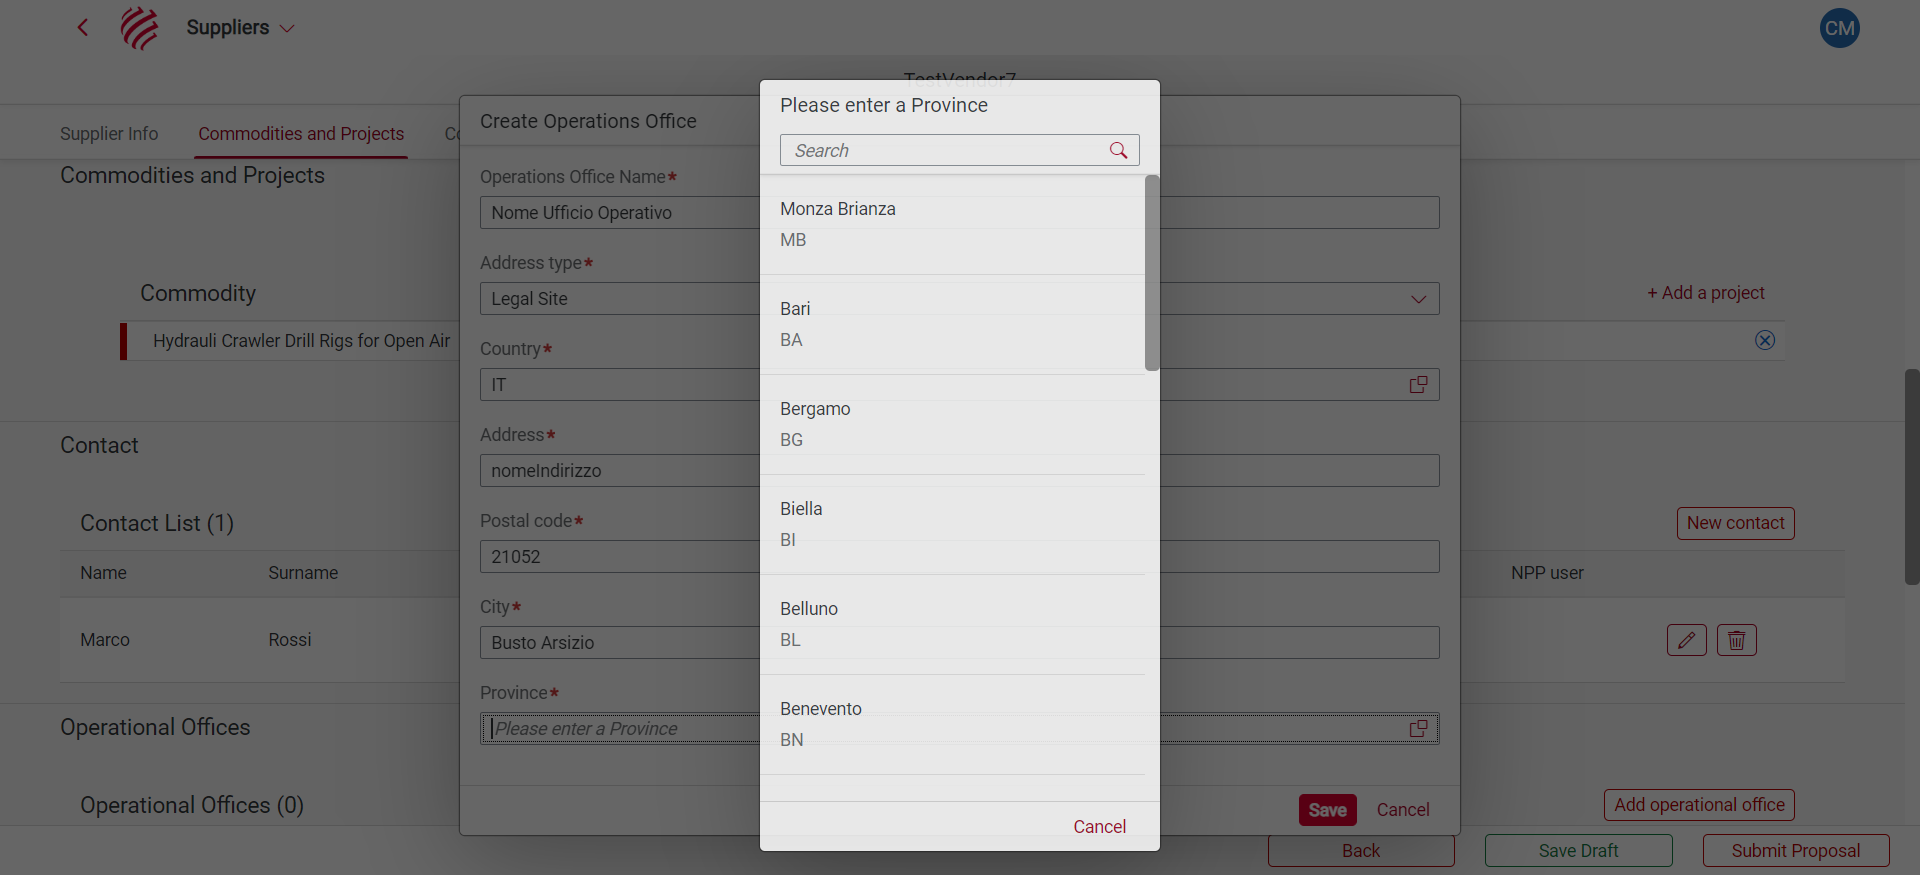 Suppliers
CM
TestVendor7
Supplier Info
Commodities and Projects
Commodities and Projects
Commodity
+ Add a project
Hydrauli Crawler Drill Rigs for Open Air
Contact
Contact List (1)
New contact
Name
Surname
NPP user
Marco
Rossi
Operational Offices
Operational Offices (0)
Add operational office
Back
Save Draft
Submit Proposal
Create Operations Office
Operations Office Name*
Nome Ufficio Operativo
Address type*
Legal Site
Country*
IT
Address*
nomeIndirizzo
Postal code*
21052
City*
Busto Arsizio
Province*
Please enter a Province
Save
Cancel
Please enter a Province
Search
Monza Brianza
MB
Bari
BA
Bergamo
BG
Biella
BI
Belluno
BL
Benevento
BN
Cancel